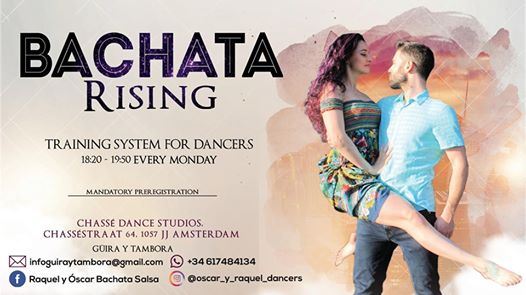 BACHATA
RISING
TRAINING SYSTEM FOR DANCERS
18:20 - 19:50 EVERY MONDAY
MANDATORY PREREGISTRATION
CHASSÉ DANCE STUDIOS.
CHASSÉSTRAAT 64, 1057 JJ AMSTERDAM
GÜIRA Y TAMBORA
infoguiraytambora@gmail.com +34 617484134
Raquel y Óscar Bachata Salsa @oscar_y_raquel_dancers